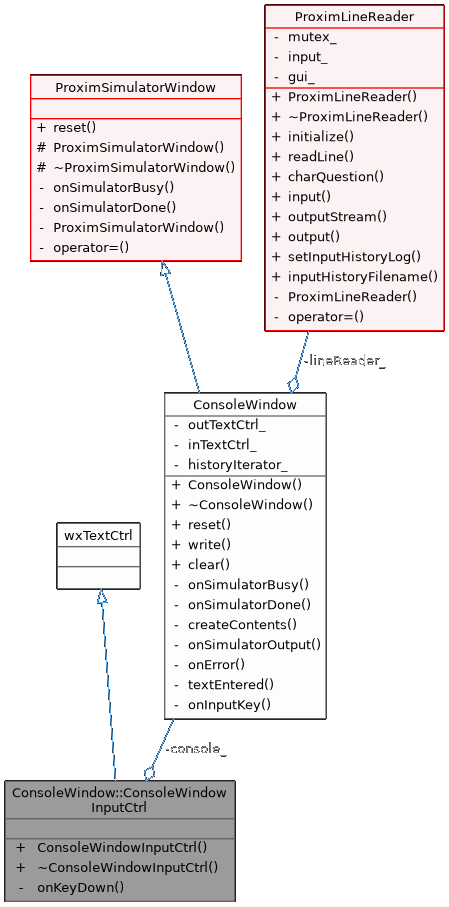 ProximLineReader
- mutex_
- input_
- gui_
+ ProximLineReader()
+ ~ProximLineReader()
+ initialize()
+ readLine()
+ charQuestion()
+ input()
+ outputStream()
+ output()
+ setInputHistoryLog()
+ inputHistoryFilename()
- ProximLineReader()
- operator=()
ProximSimulatorWindow
+ reset()
# ProximSimulatorWindow()
# ~ProximSimulatorWindow()
- onSimulatorBusy()
- onSimulatorDone()
- ProximSimulatorWindow()
- operator=()
-lineReader_
ConsoleWindow
- outTextCtrl_
- inTextCtrl_
- historyIterator_
+ ConsoleWindow()
+ ~ConsoleWindow()
+ reset()
+ write()
+ clear()
- onSimulatorBusy()
- onSimulatorDone()
- createContents()
- onSimulatorOutput()
- onError()
- textEntered()
- onInputKey()
wxTextCtrl
-console_
ConsoleWindow::ConsoleWindow
InputCtrl
+ ConsoleWindowInputCtrl()
+ ~ConsoleWindowInputCtrl()
- onKeyDown()